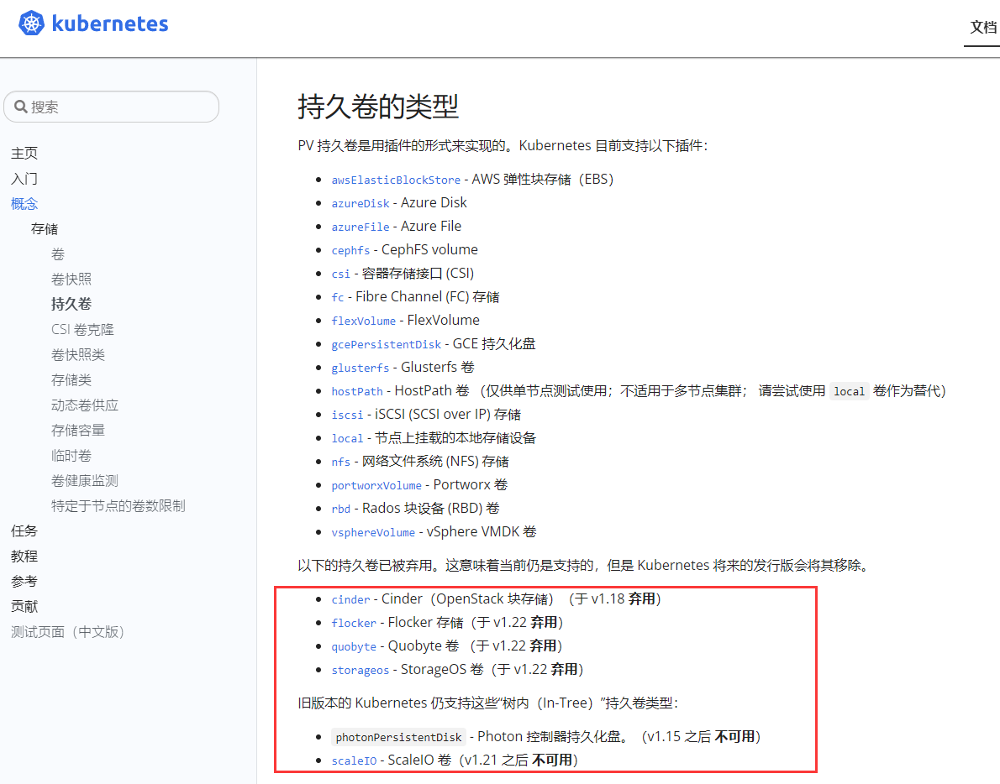 kubernetes
文档
搜索
主页
入门
概念
存储
卷
卷快照
持久卷
CSI 卷克隆
卷快照类
存储类
动态卷供应
存储容量
临时卷
卷健康监测
特定于节点的卷数限制
任务
教程
参考
贡献
测试页面（中文版）
持久卷的类型
PV 持久卷是用插件的形式来实现的。Kubernetes 目前支持以下插件：
awsElasticBlockStore - AWS 弹性块存储（EBS）
azureDisk - Azure Disk
azureFile - Azure File
cephfs - CephFS volume
csi - 容器存储接口 (CSI)
fc - Fibre Channel (FC) 存储
flexVolume - FlexVolume
gcePersistentDisk - GCE 持久化盘
glusterfs - Glusterfs 卷
hostPath - HostPath 卷 （仅供单节点测试使用；不适用于多节点集群； 请尝试使用 local 卷作为替代）
iscsi - iSCSI (SCSI over IP) 存储
local - 节点上挂载的本地存储设备
nfs - 网络文件系统 (NFS) 存储
portworxVolume - Portworx 卷
rbd - Rados 块设备 (RBD) 卷
vsphereVolume - vSphere VMDK 卷
以下的持久卷已被弃用。这意味着当前仍是支持的，但是 Kubernetes 将来的发行版会将其移除。
cinder - Cinder（OpenStack 块存储）（于 v1.18 弃用）
flocker - Flocker 存储（于 v1.22 弃用）
quobyte - Quobyte 卷 （于 v1.22 弃用）
storageos - StorageOS 卷（于 v1.22 弃用）
旧版本的 Kubernetes 仍支持这些“树内（In-Tree）”持久卷类型：
photonPersistentDisk - Photon 控制器持久化盘。（v1.15 之后 不可用）
scaleIO - ScaleIO 卷（v1.21 之后 不可用）